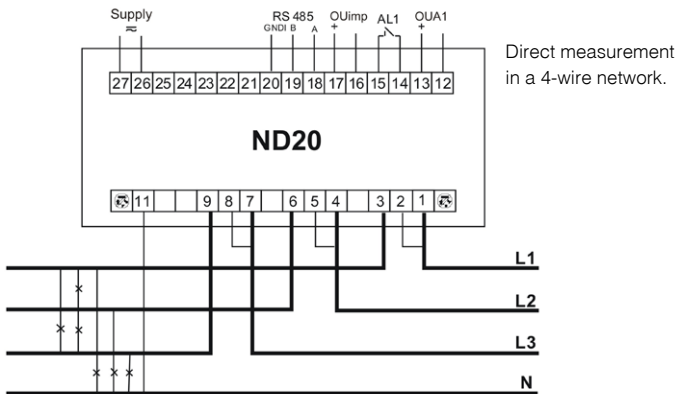 Supply RS 485 OUimp AL1 OUA1
≂ GNDI B A + +
27 26 25 24 23 22 21 20 19 18 17 16 15 14 13 12
Direct measurement
in a 4-wire network.
ND20
11 9 8 7 6 5 4 3 2 1
L1
L2
L3
N